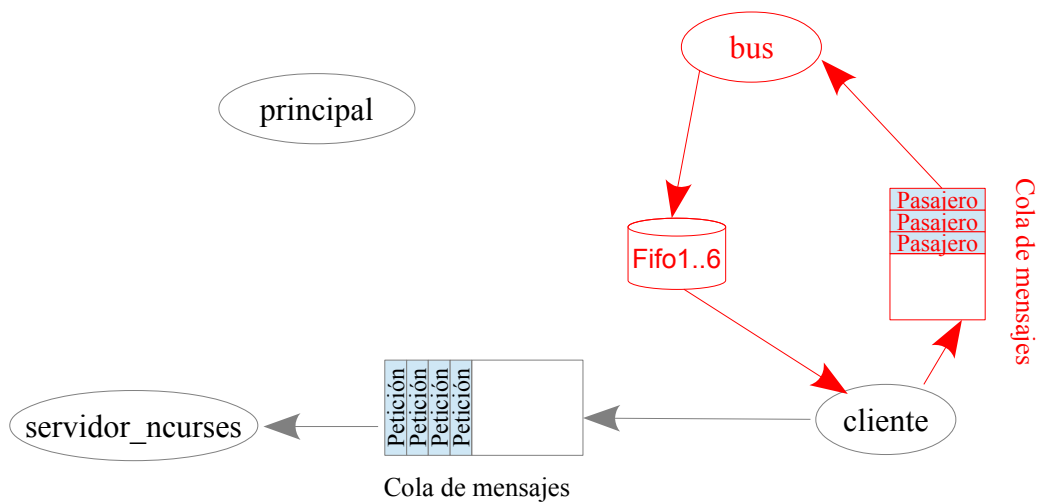 bus
principal
Pasajero
Pasajero
Pasajero
Cola de mensajes
Fifo1..6
Petición
Petición
Petición
Petición
servidor_ncurses
cliente
Cola de mensajes